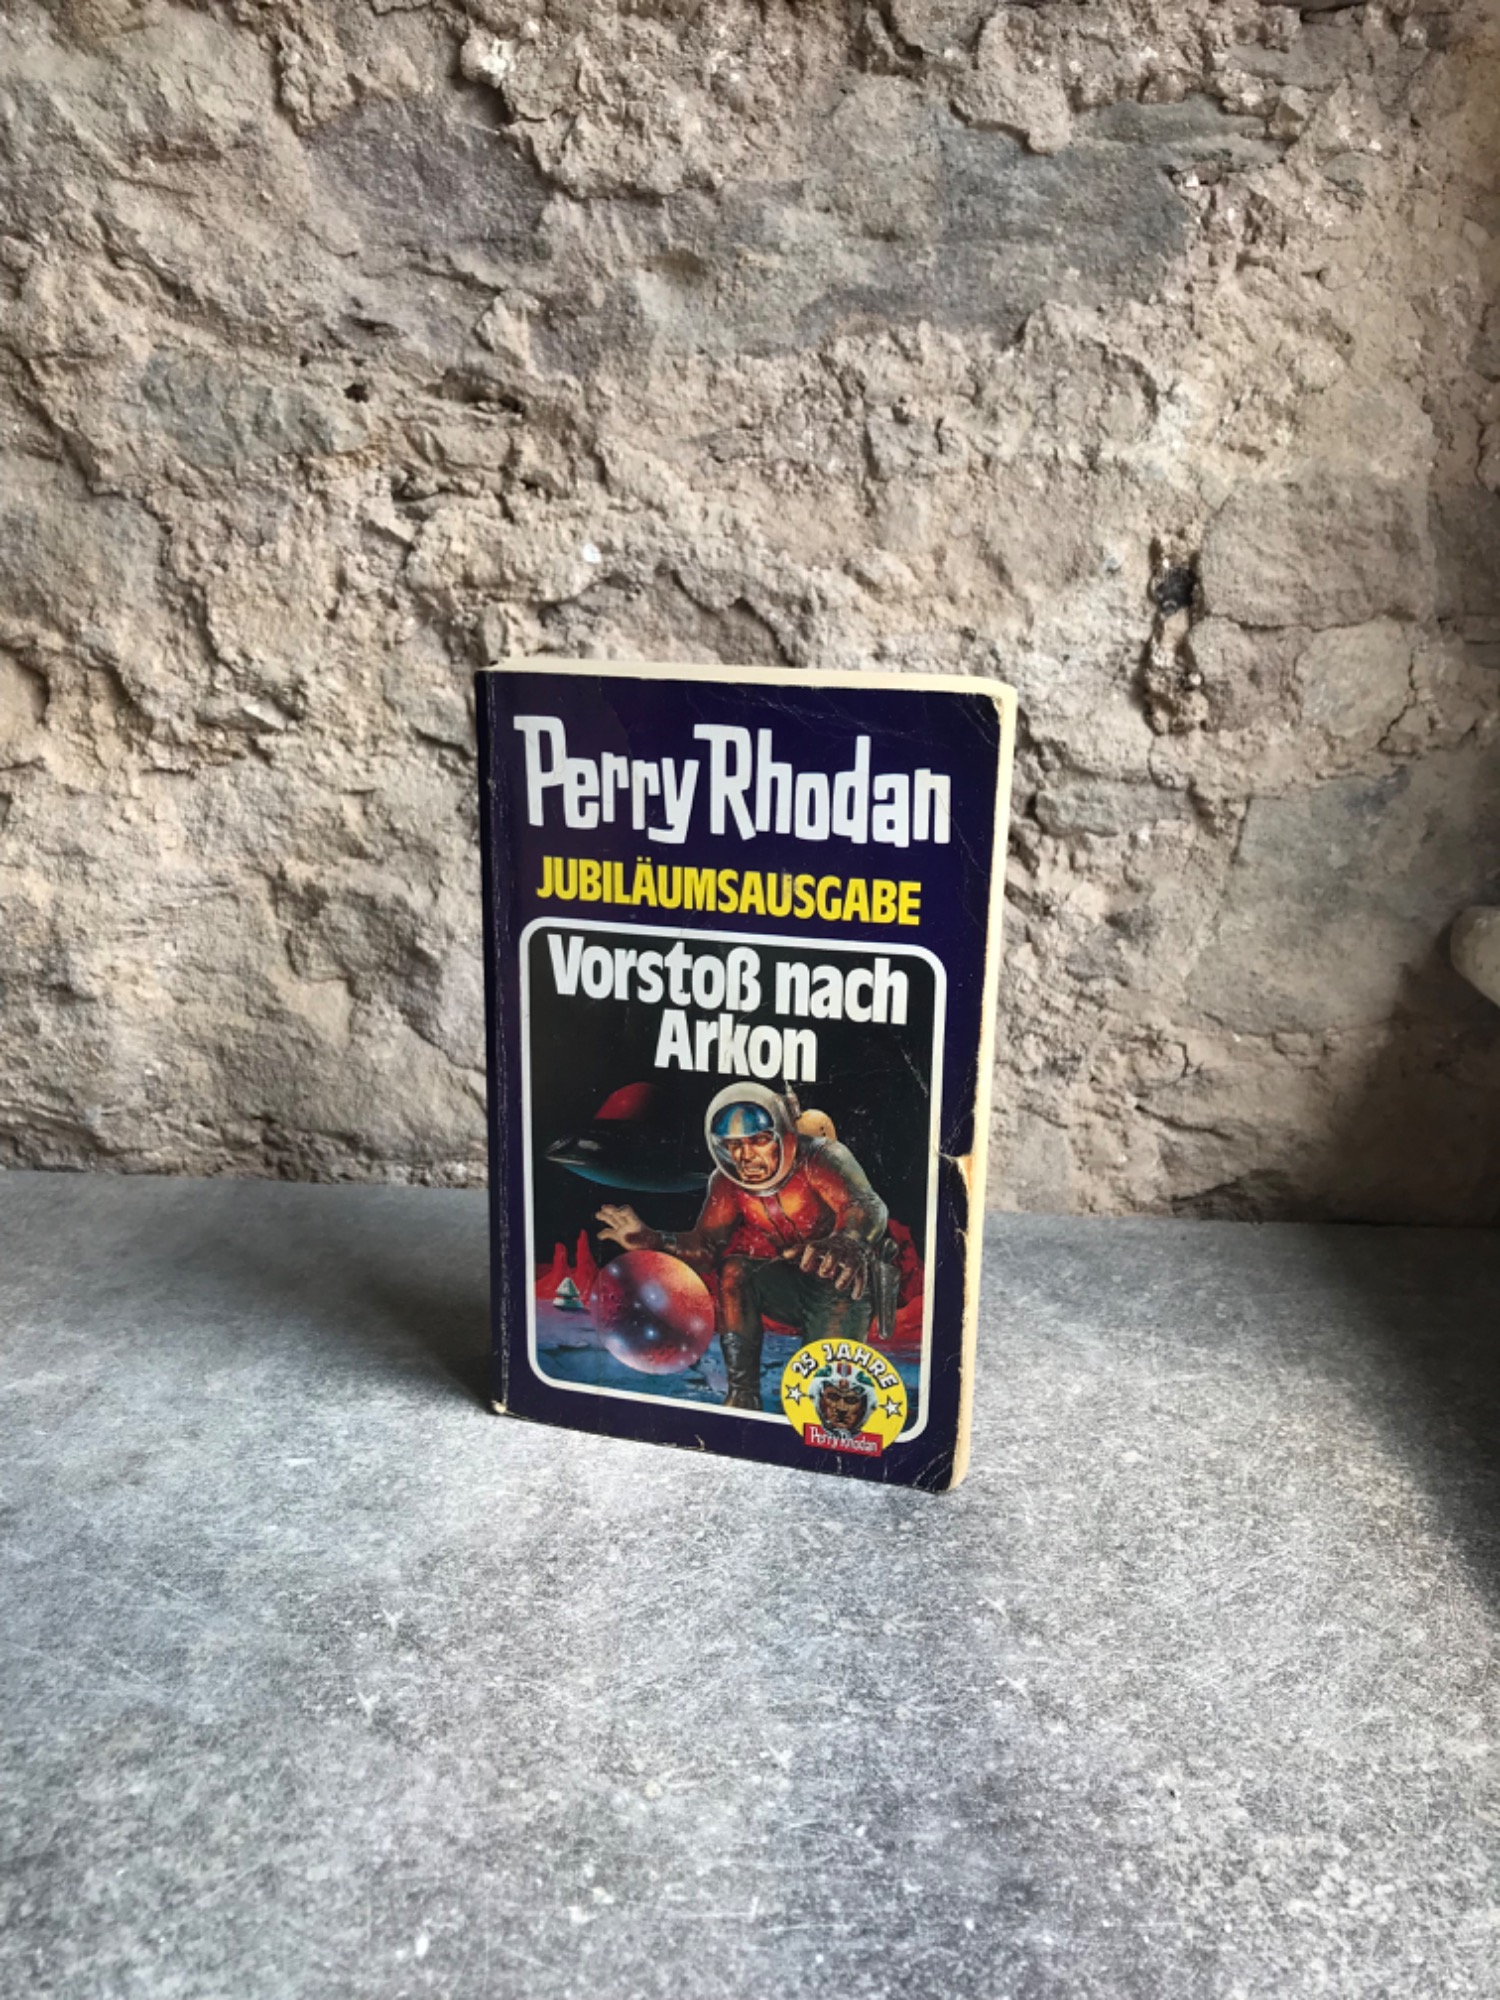 Perry Rhodan
JUBILÄUMSAUSGABE
Vorstoß nach
Arkon
25 JAHRE
Perry Rhodan